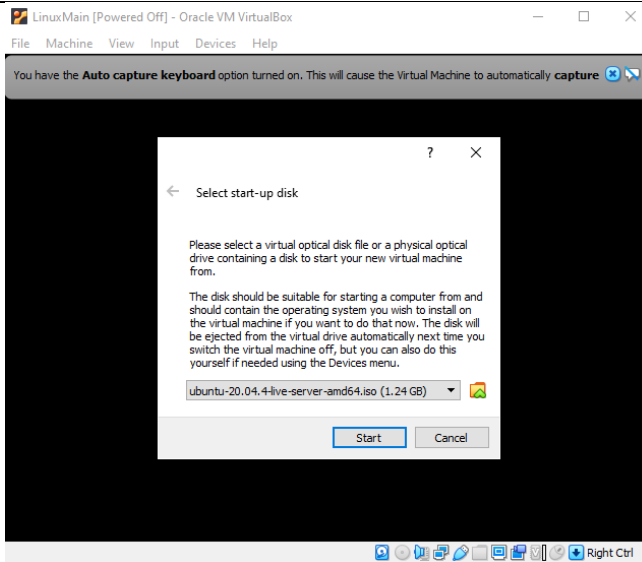 LinuxMain [Powered Off] - Oracle VM VirtualBox
File Machine View Input Devices Help
You have the Auto capture keyboard option turned on. This will cause the Virtual Machine to automatically capture
?
Select start-up disk
Please select a virtual optical disk file or a physical optical
drive containing a disk to start your new virtual machine
from.
The disk should be suitable for starting a computer from and
should contain the operating system you wish to install on
the virtual machine if you want to do that now. The disk will
be ejected from the virtual drive automatically next time you
switch the virtual machine off, but you can also do this
yourself if needed using the Devices menu.
ubuntu-20.04.4-live-server-amd64.iso (1.24 GB)
Start Cancel
Right Ctrl